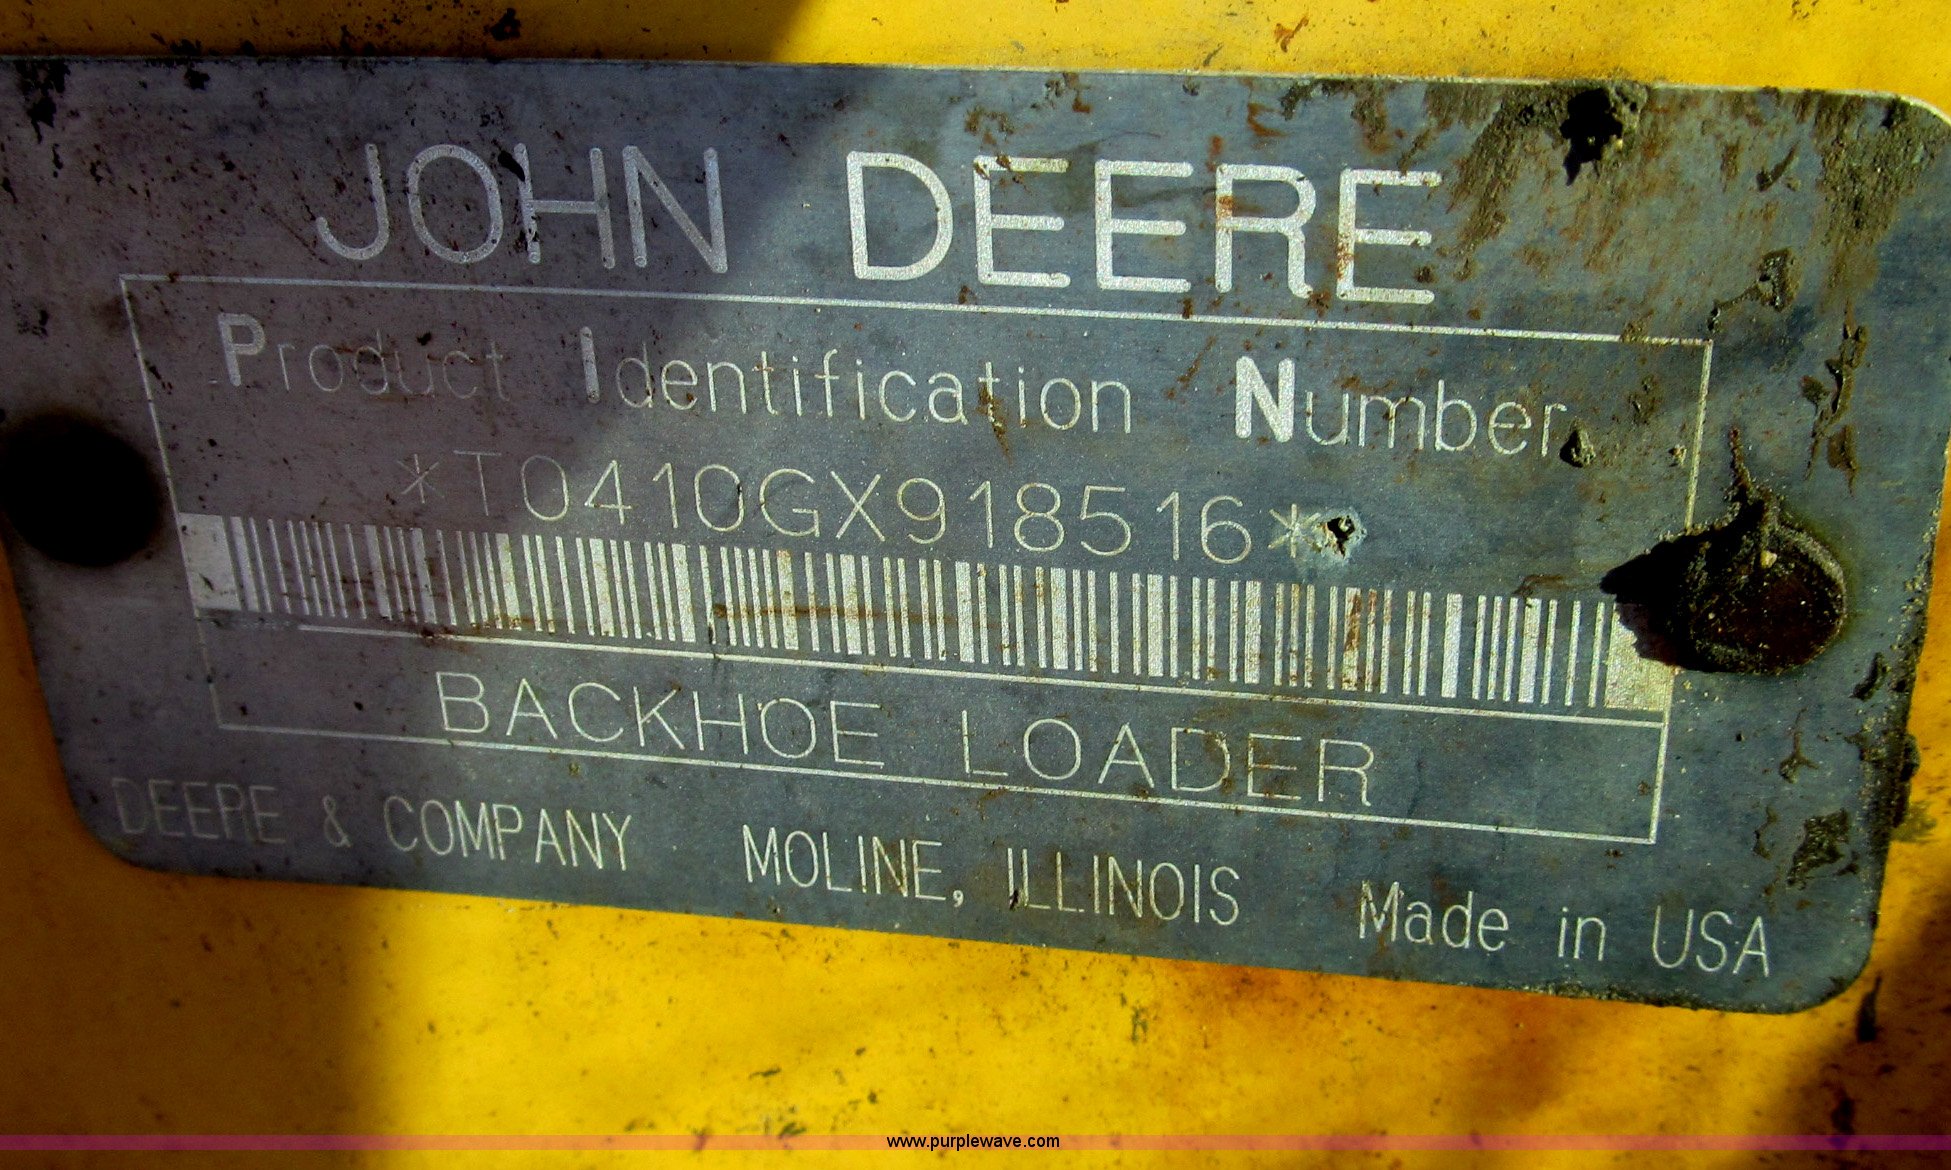 JOHN DEERE
Product Identification Number
*T0410GX918516*
BACKHOE LOADER
DEERE & COMPANY MOLINE, ILLINOIS Made in USA
www.purplewave.com